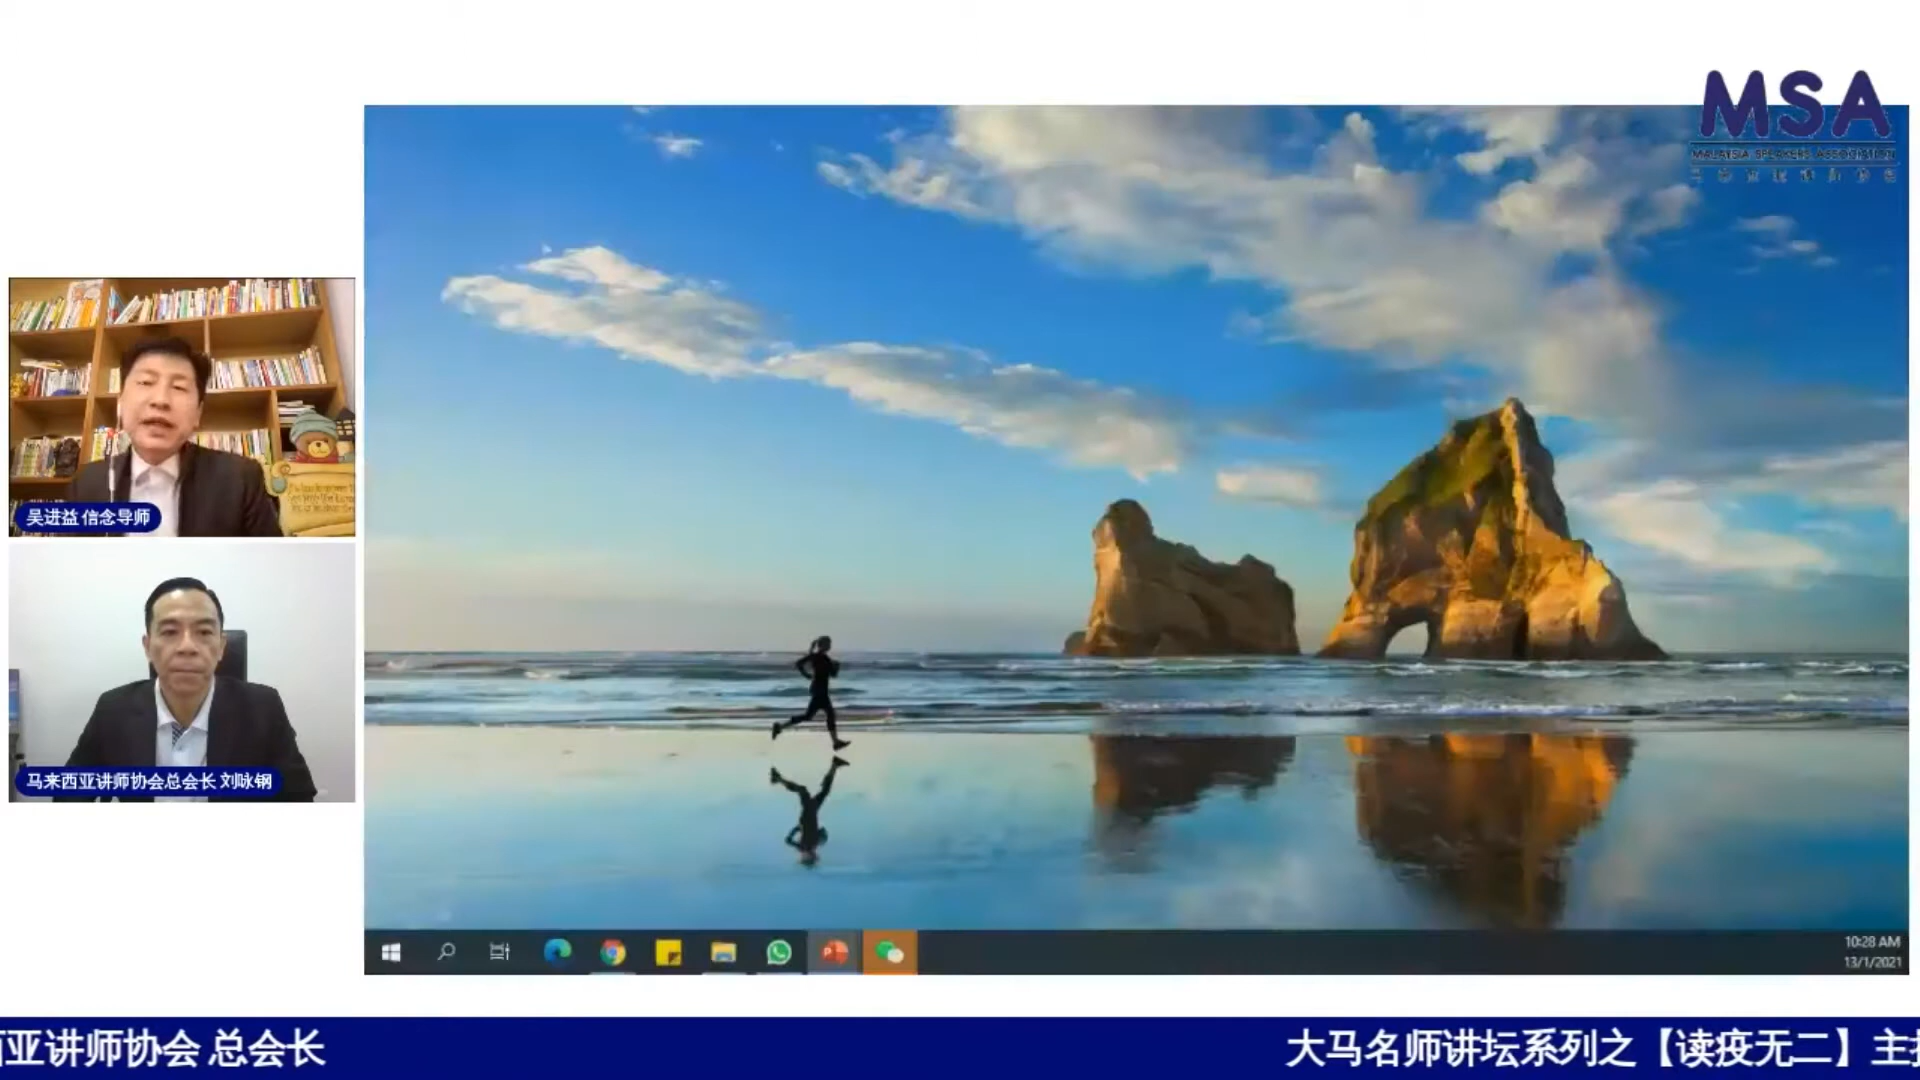 MSA
MALAYSIA SPEAKERS ASSOCIATION
吴进益 信念导师
马来西亚讲师协会总会长 刘咏钢
10:28 AM
13/1/2021
亚讲师协会 总会长
大马名师讲坛系列之【读疫无二】主